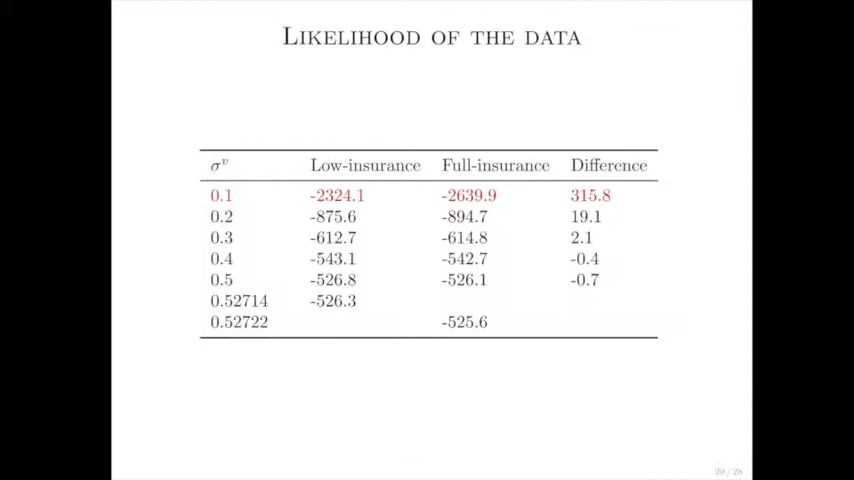 LIKELIHOOD OF THE DATA
σᵛ Low-insurance Full-insurance Difference
0.1 -2324.1 -2639.9 315.8
0.2 -875.6 -894.7 19.1
0.3 -612.7 -614.8 2.1
0.4 -543.1 -542.7 -0.4
0.5 -526.8 -526.1 -0.7
0.52714 -526.3
0.52722 -525.6
20 / 28